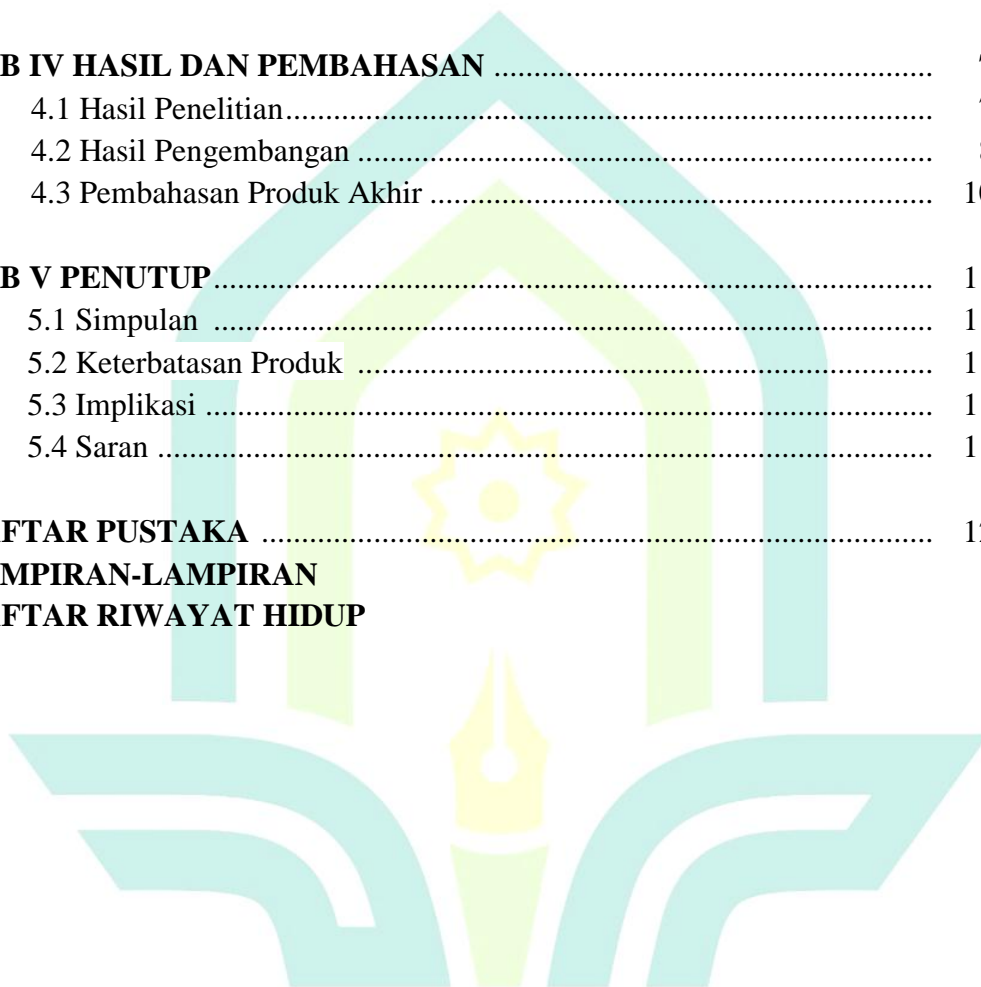 B IV HASIL DAN PEMBAHASAN ......................................................
4.1 Hasil Penelitian................................................................................
4.2 Hasil Pengembangan .......................................................................
4.3 Pembahasan Produk Akhir ..............................................................
B V PENUTUP.........................................................................................
5.1 Simpulan .........................................................................................
5.2 Keterbatasan Produk .......................................................................
5.3 Implikasi ..........................................................................................
5.4 Saran ................................................................................................
FTAR PUSTAKA ...................................................................................
MPIRAN-LAMPIRAN
FTAR RIWAYAT HIDUP